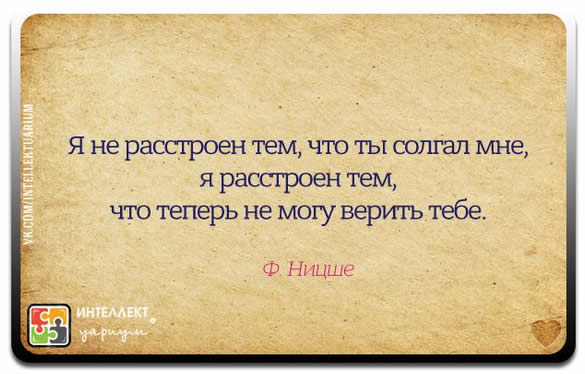 Я не расстроен тем, что ты солгал мне,
я расстроен тем,
что теперь не могу верить тебе.
Ф. Ницше
VK.COM/INTELLEKTUARIUM
ИНТЕЛЛЕКТ
уариум